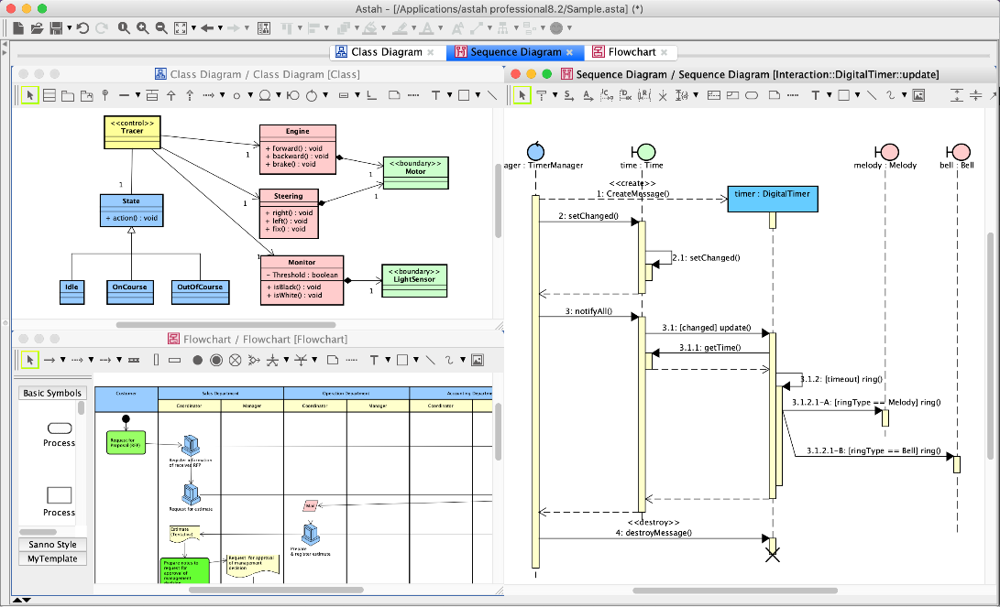 Astah - [/Applications/astah professional8.2/Sample.asta] (*)
Class Diagram
Sequence Diagram
Flowchart
Class Diagram / Class Diagram [Class]
<<control>>
Tracer
Engine
+ forward() : void
+ backward() : void
+ brake() : void
<<boundary>>
Motor
1
1
1
1
1
1
1
State
+ action() : void
Steering
+ right() : void
+ left() : void
+ fix() : void
Monitor
- Threshold : boolean
+ isBlack() : void
+ isWhite() : void
<<boundary>>
LightSensor
Idle
OnCourse
OutOfCourse
Flowchart / Flowchart [Flowchart]
Basic Symbols
Process
Process
Sanno Style
MyTemplate
Customer
Sales Department
Operation Department
Accounting Departme
Coordinator
Manager
Coordinator
Manager
Coordinator
Request for
Proposal (RFP)
Register information
of received RFP
Request for estimate
Mail
Estimate
(Tentative)
Prepare
& register estimate
Prepare notes to
request for
approval of
management
decision
Request for approval
of management
decision
Sequence Diagram / Sequence Diagram [Interaction::DigitalTimer::update]
ager : TimerManager
time : Time
melody : Melody
bell : Bell
<<create>>
1: CreateMessage()
timer : DigitalTimer
2: setChanged()
2.1: setChanged()
3: notifyAll()
3.1: [changed] update()
3.1.1: getTime()
3.1.2: [timeout] ring()
3.1.2.1-A: [ringType == Melody] ring()
3.1.2.1-B: [ringType == Bell] ring()
<<destroy>>
4: destroyMessage()